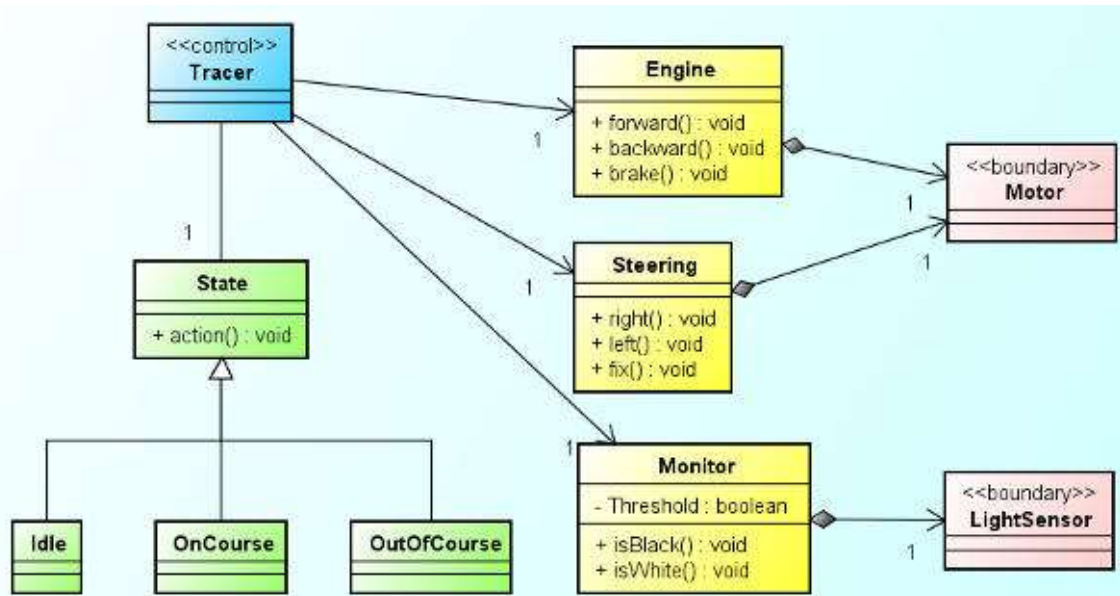 <<control>>
Tracer
1
State
+ action() : void
Idle
OnCourse
OutOfCourse
1
Engine
+ forward() : void
+ backward() : void
+ brake() : void
1
Steering
+ right() : void
+ left() : void
+ fix() : void
1
Monitor
- Threshold : boolean
+ isBlack() : void
+ isWhite() : void
1
1
<<boundary>>
Motor
1
<<boundary>>
LightSensor